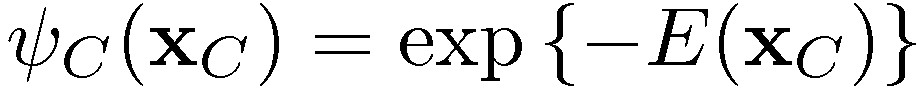 ψ_C(𝐱_C) = exp {−E(𝐱_C)}